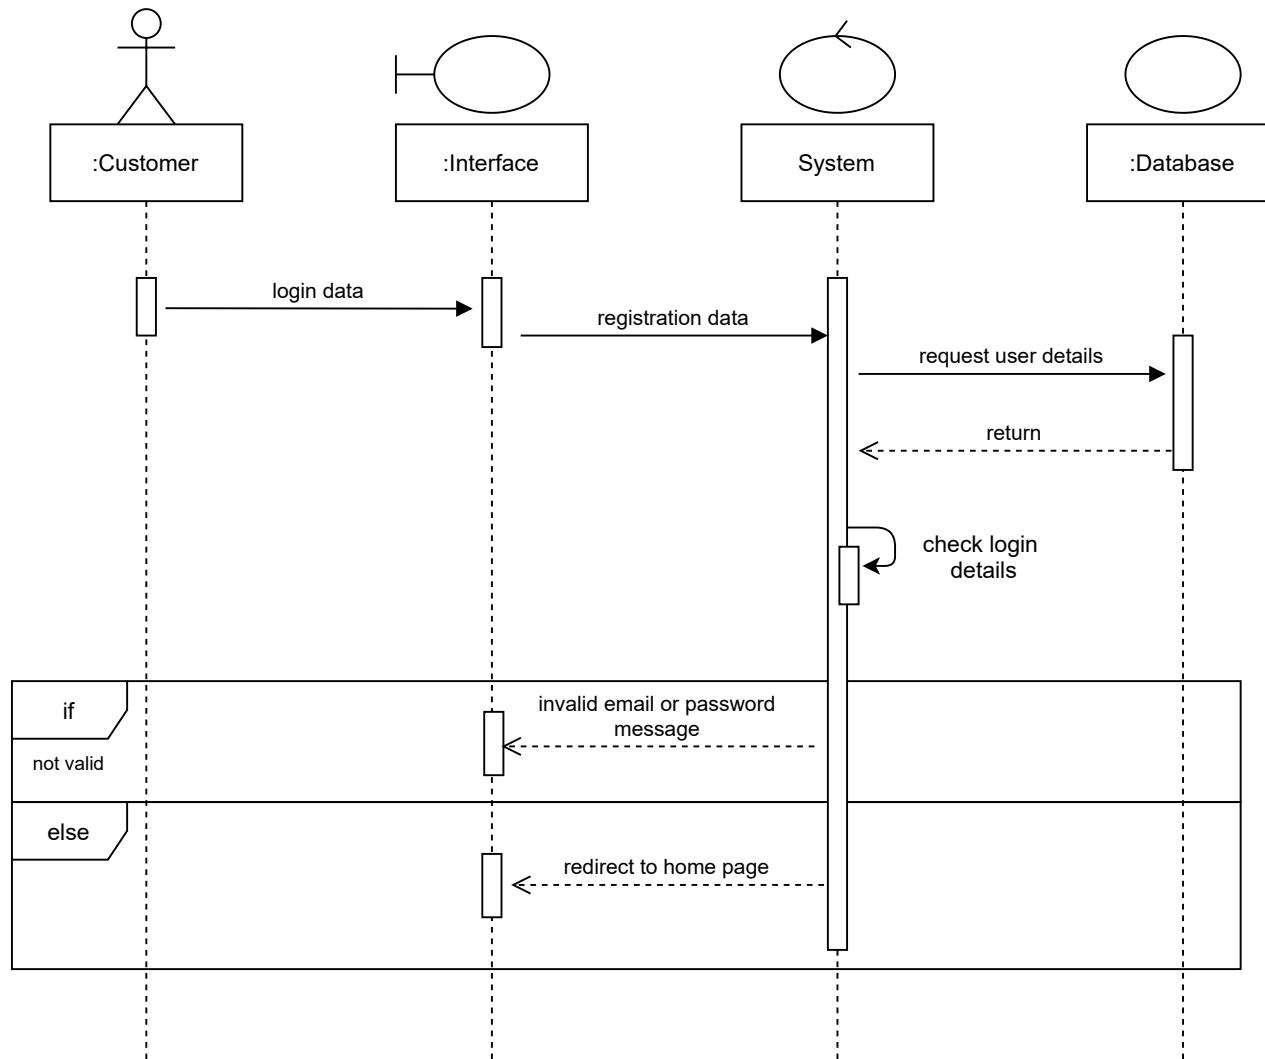 :Customer
:Interface
System
:Database
login data
registration data
request user details
return
check login
details
if
invalid email or password
message
not valid
else
redirect to home page